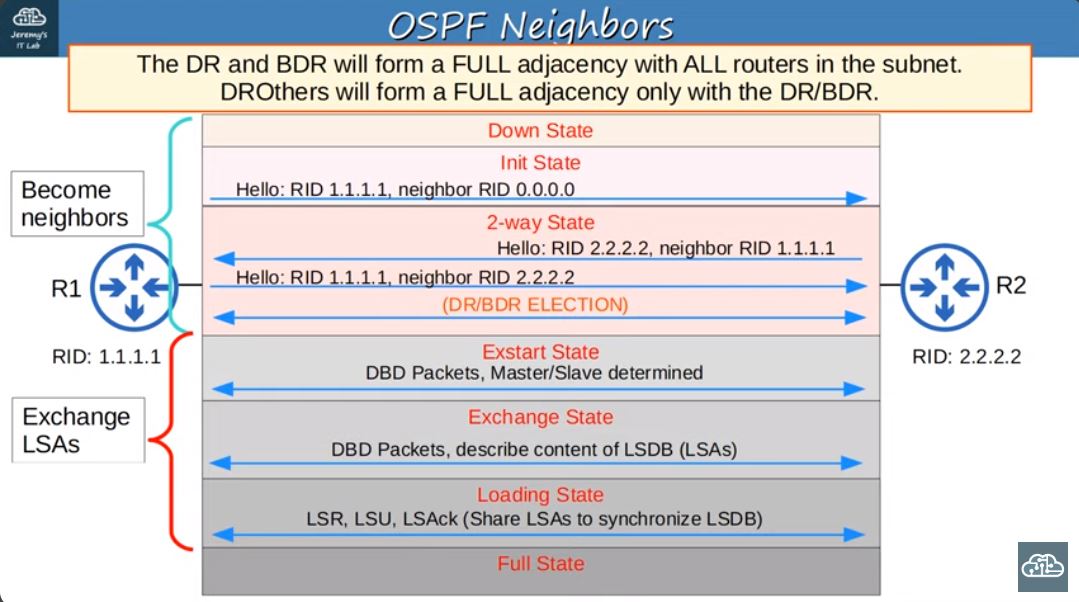 Jeremy's
IT Lab
OSPF Neighbors
The DR and BDR will form a FULL adjacency with ALL routers in the subnet.
DROthers will form a FULL adjacency only with the DR/BDR.
Down State
Init State
Hello: RID 1.1.1.1, neighbor RID 0.0.0.0
Become
neighbors
2-way State
Hello: RID 2.2.2.2, neighbor RID 1.1.1.1
Hello: RID 1.1.1.1, neighbor RID 2.2.2.2
(DR/BDR ELECTION)
R1
R2
RID: 1.1.1.1
RID: 2.2.2.2
Exstart State
DBD Packets, Master/Slave determined
Exchange
LSAs
Exchange State
DBD Packets, describe content of LSDB (LSAs)
Loading State
LSR, LSU, LSAck (Share LSAs to synchronize LSDB)
Full State